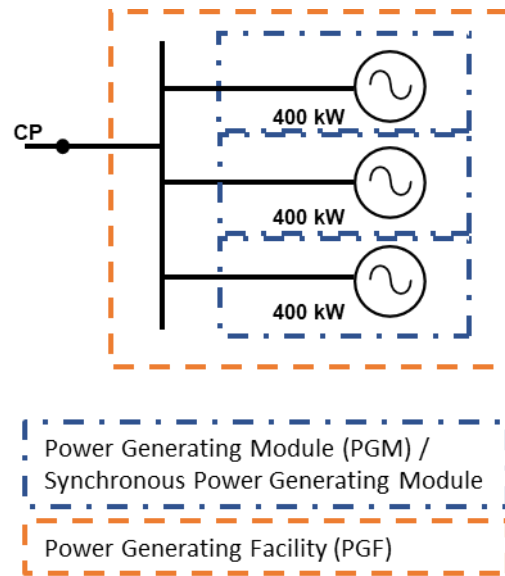 CP
400 kW
400 kW
400 kW
Power Generating Module (PGM) /
Synchronous Power Generating Module
Power Generating Facility (PGF)